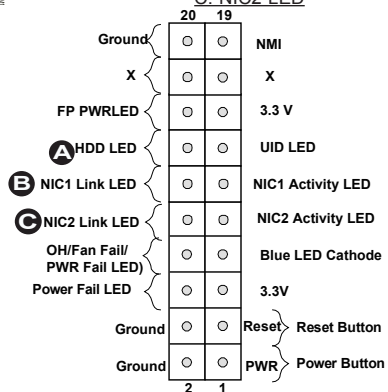 C: NIC2 LED
20 19
Ground NMI
X X
FP PWRLED 3.3 V
A HDD LED UID LED
B NIC1 Link LED NIC1 Activity LED
C NIC2 Link LED NIC2 Activity LED
OH/Fan Fail/
PWR Fail LED) Blue LED Cathode
Power Fail LED 3.3V
Ground Reset Reset Button
Ground PWR Power Button
2 1